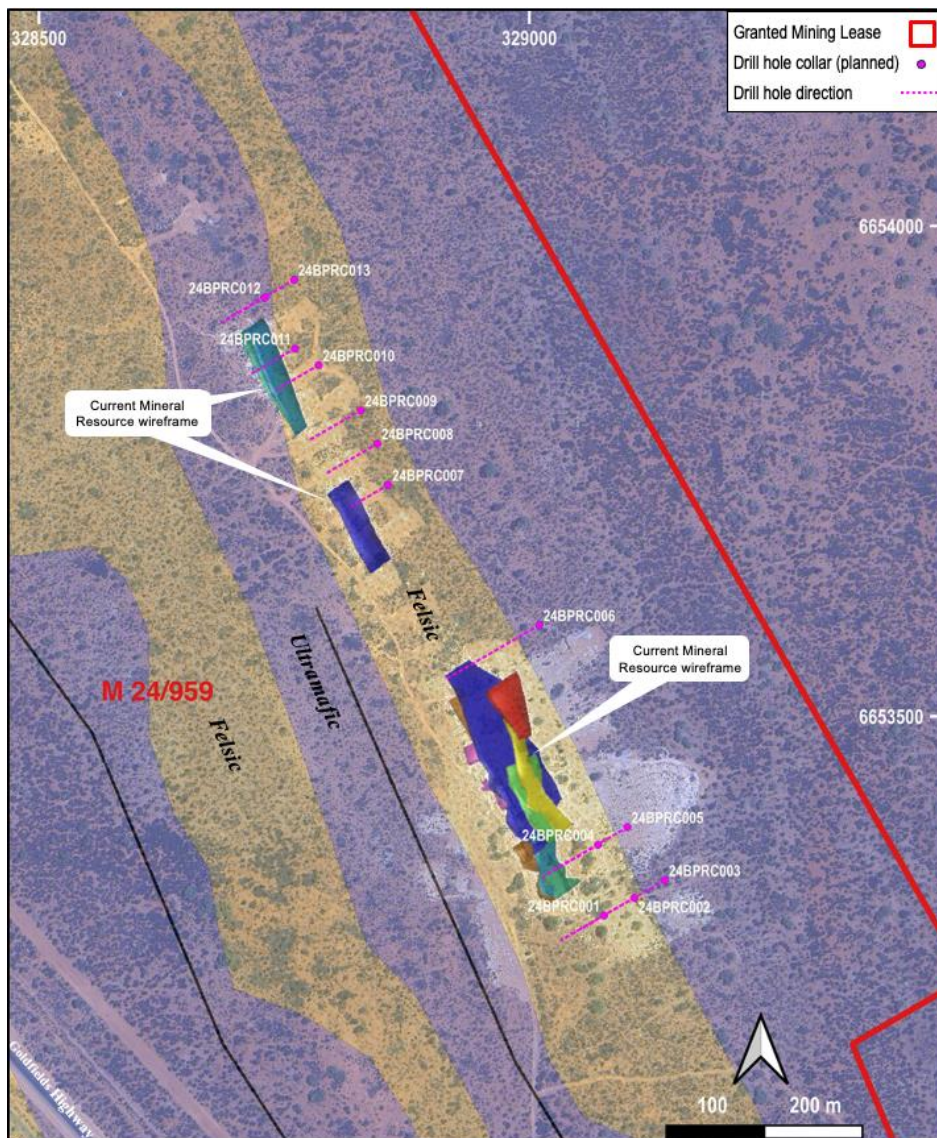 328500
329000
Granted Mining Lease
Drill hole collar (planned)
Drill hole direction
6654000
24BPRC013
24BPRC012
24BPRC011
24BPRC010
Current Mineral
Resource wireframe
24BPRC009
24BPRC008
24BPRC007
Felsic
24BPRC006
Ultramafic
Current Mineral
Resource wireframe
M 24/959
Felsic
6653500
24BPRC005
24BPRC004
24BPRC003
24BPRC001
24BPRC002
Goldfields Highway
100
200 m